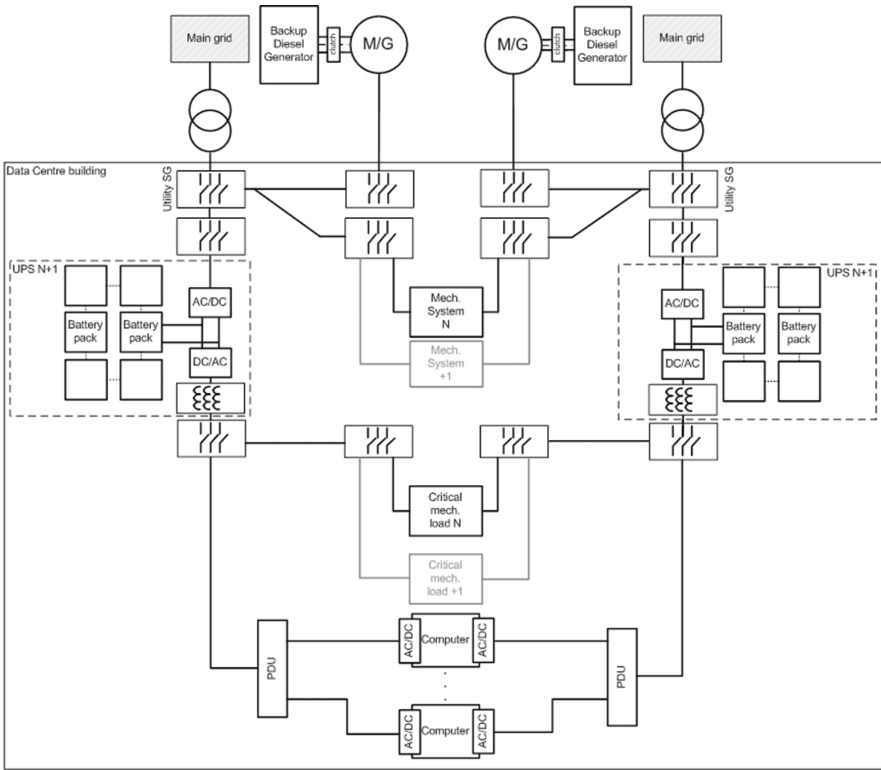 Main grid
Backup
Diesel
Generator
clutch
M/G
M/G
clutch
Backup
Diesel
Generator
Main grid
Data Centre building
Utility SG
Utility SG
UPS N+1
UPS N+1
AC/DC
Battery
pack
Battery
pack
DC/AC
Mech.
System
N
Mech.
System
+1
AC/DC
Battery
pack
Battery
pack
DC/AC
Critical
mech.
load N
Critical
mech.
load +1
PDU
AC/DC
Computer
AC/DC
PDU
AC/DC
Computer
AC/DC